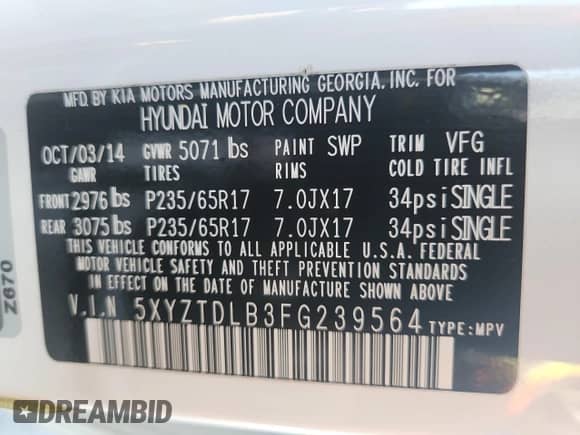 MFD. BY KIA MOTORS MANUFACTURING GEORGIA, INC. FOR
HYUNDAI MOTOR COMPANY
OCT/03/14 GVWR 5071 lbs PAINT SWP TRIM VFG
GAWR TIRES RIMS COLD TIRE INFL
FRONT 2976 lbs P235/65R17 7.0JX17 34psi SINGLE
REAR 3075 lbs P235/65R17 7.0JX17 34psi SINGLE
THIS VEHICLE CONFORMS TO ALL APPLICABLE U.S.A. FEDERAL
MOTOR VEHICLE SAFETY AND THEFT PREVENTION STANDARDS
IN EFFECT ON THE DATE OF MANUFACTURE SHOWN ABOVE.
V.I.N 5XYZTDLB3FG239564 TYPE: MPV
Z670
DREAMBID